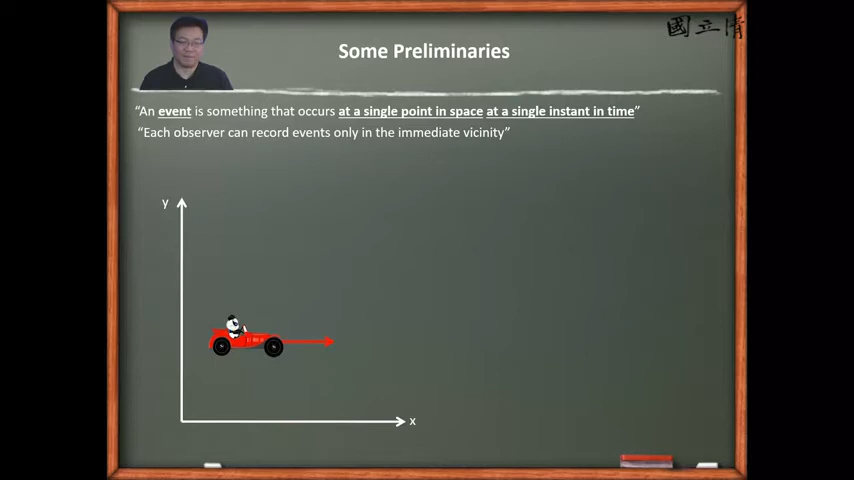 國立清
Some Preliminaries
“An event is something that occurs at a single point in space at a single instant in time”
“Each observer can record events only in the immediate vicinity”
y
x